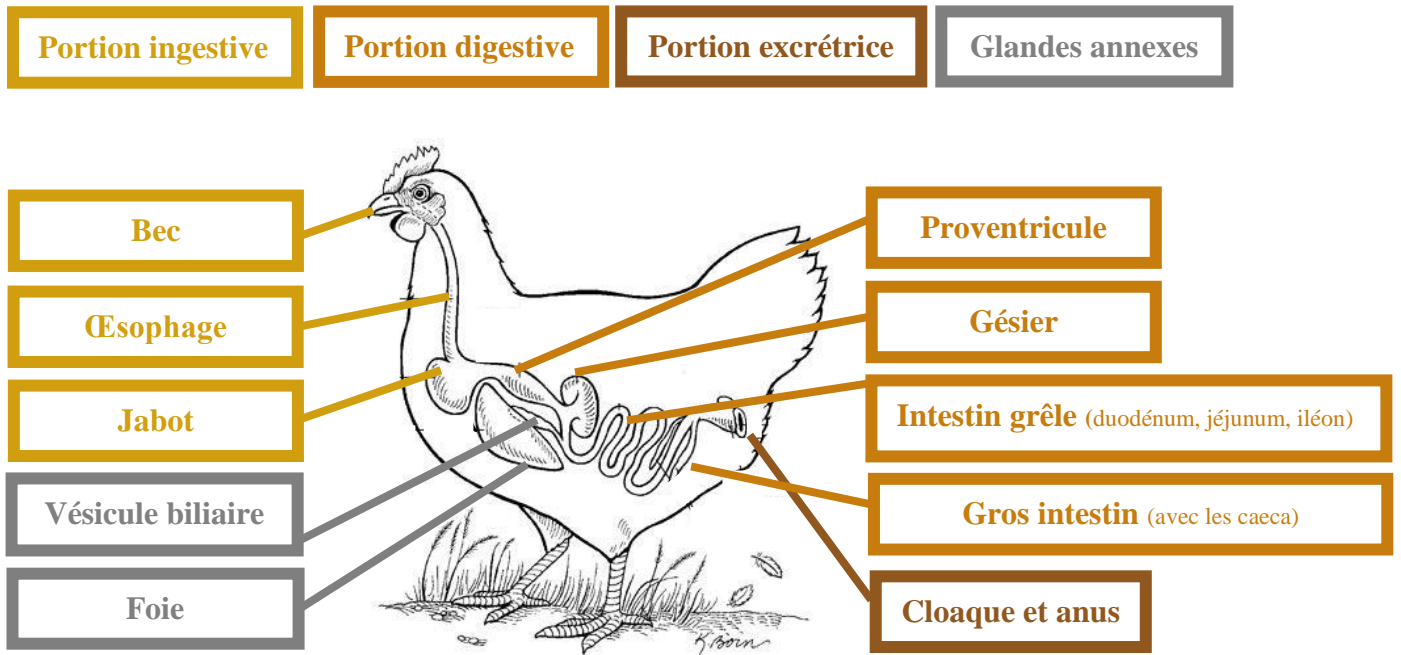 Portion ingestive
Portion digestive
Portion excrétrice
Glandes annexes
Bec
Œsophage
Jabot
Vésicule biliaire
Foie
Proventricule
Gésier
Intestin grêle (duodénum, jéjunum, iléon)
Gros intestin (avec les caeca)
Cloaque et anus
K. Born